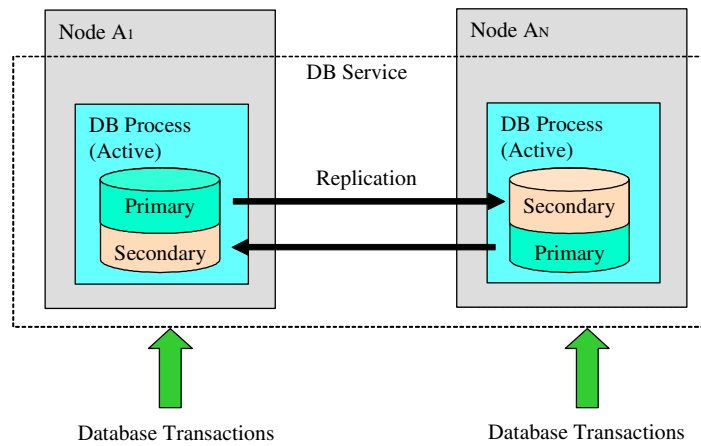 Node A1
Node AN
DB Service
DB Process
(Active)
DB Process
(Active)
Replication
Primary
Secondary
Secondary
Primary
Database Transactions
Database Transactions